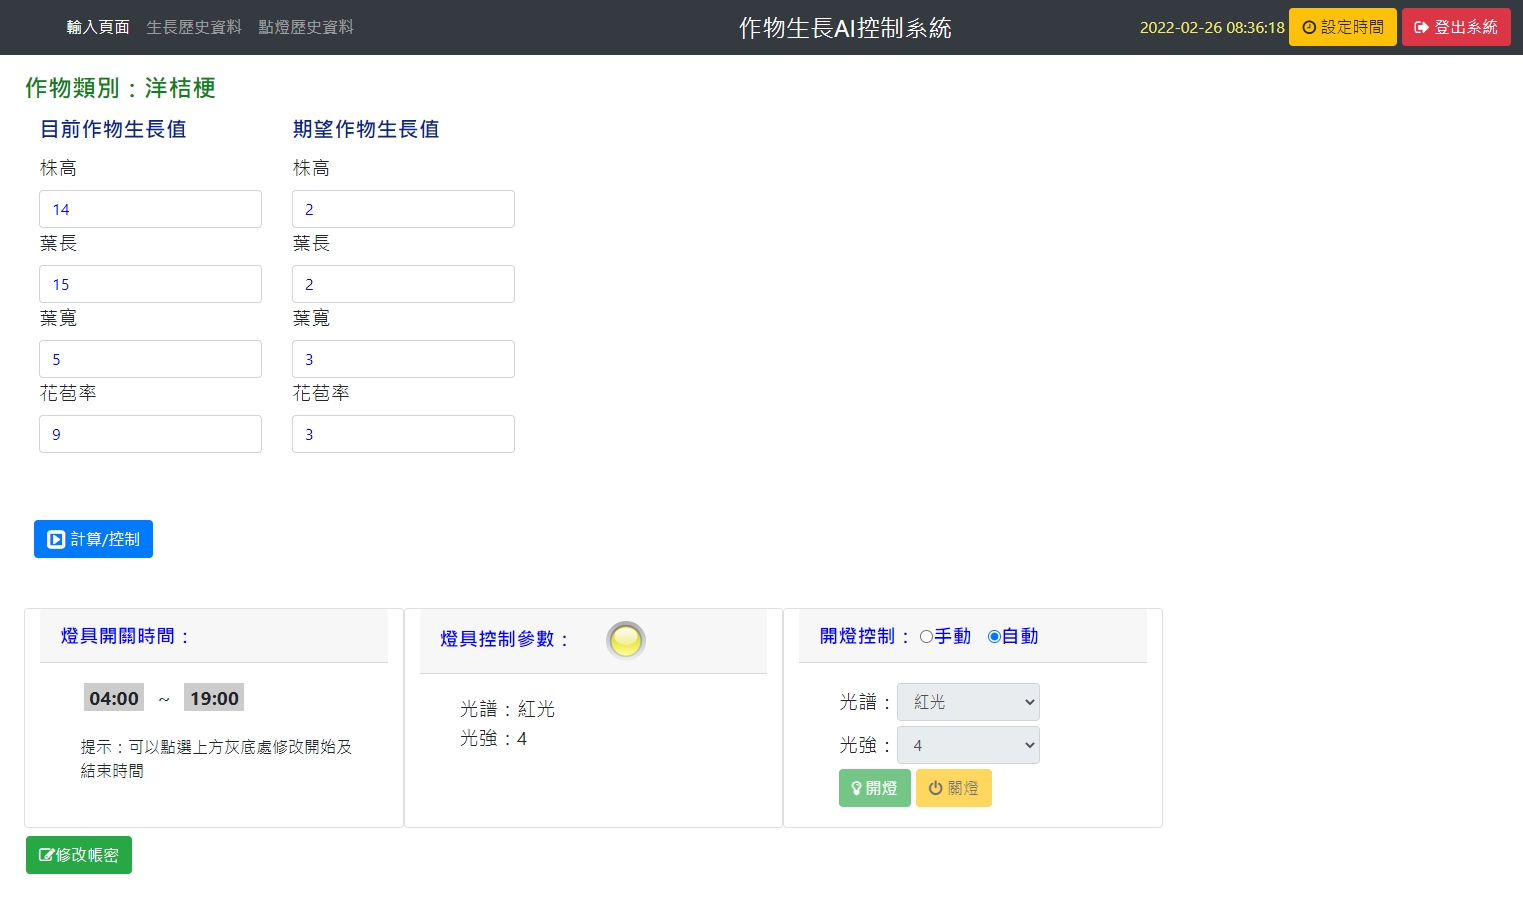 輸入頁面 生長歷史資料 點燈歷史資料 作物生長AI控制系統 2022-02-26 08:36:18 設定時間 登出系統
作物類別：洋桔梗
目前作物生長值 期望作物生長值
株高 株高
14 2
葉長 葉長
15 2
葉寬 葉寬
5 3
花苞率 花苞率
9 3
計算/控制
燈具開關時間：
04:00 ~ 19:00
提示：可以點選上方灰底處修改開始及
結束時間
燈具控制參數：
光譜：紅光
光強：4
開燈控制：手動 自動
光譜：紅光
光強：4
開燈 關燈
修改帳密